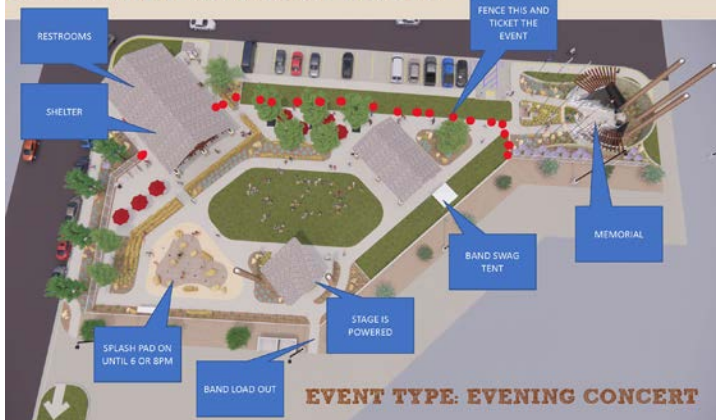 FENCE THIS AND
TICKET THE
EVENT
RESTROOMS
SHELTER
MEMORIAL
BAND SWAG
TENT
STAGE IS
POWERED
SPLASH PAD ON
UNTIL 6 OR 8PM
BAND LOAD OUT
EVENT TYPE: EVENING CONCERT